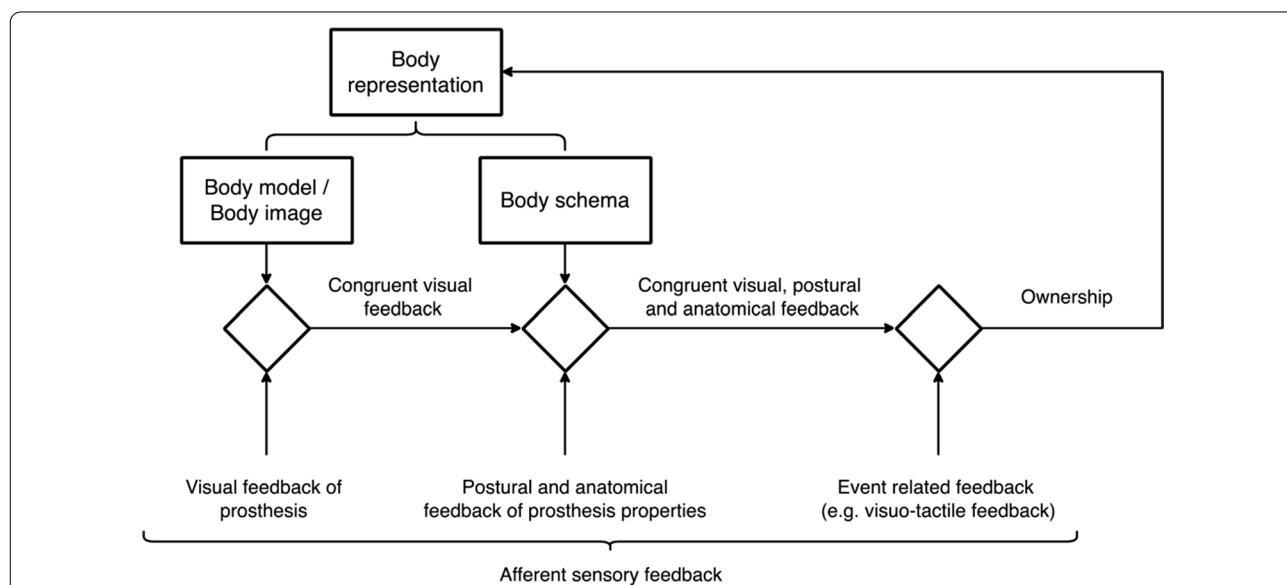 Body
representation
Body model /
Body image
Body schema
Congruent visual
feedback
Congruent visual, postural
and anatomical feedback
Ownership
Visual feedback of
prosthesis
Postural and anatomical
feedback of prosthesis properties
Event related feedback
(e.g. visuo-tactile feedback)
Afferent sensory feedback